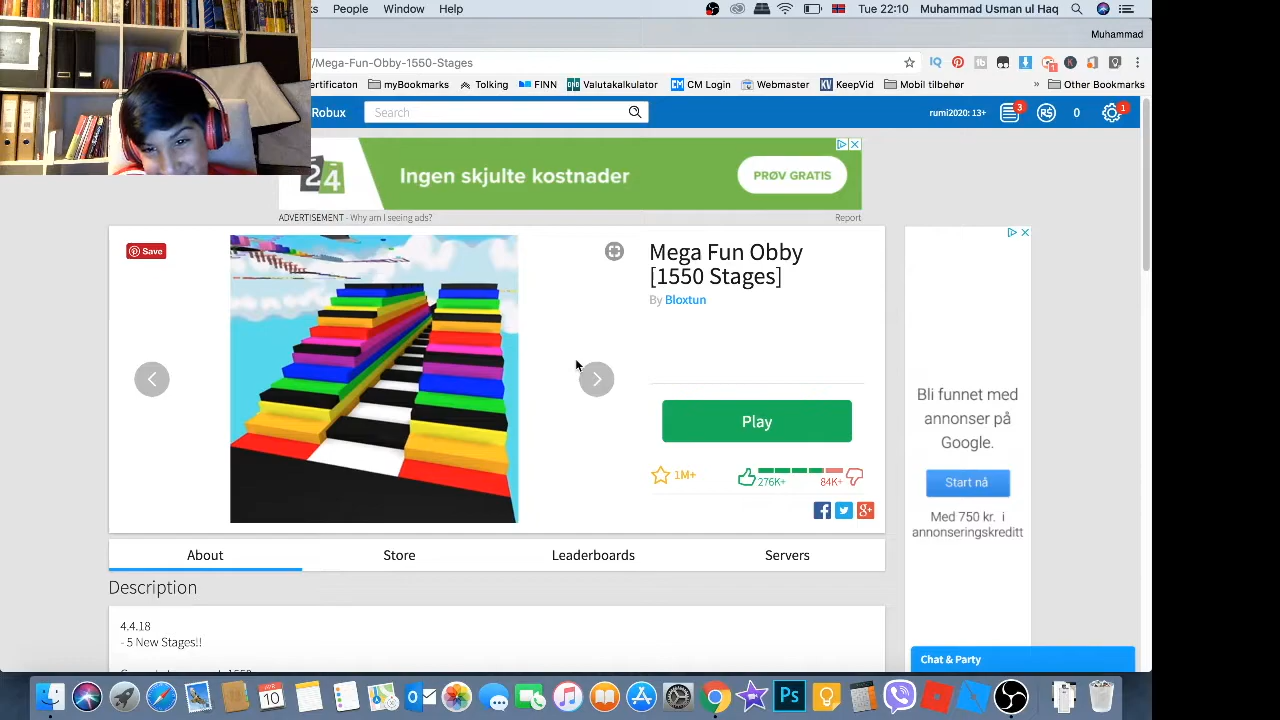 ks People Window Help Tue 22:10 Muhammad Usman ul Haq
Muhammad
/Mega-Fun-Obby-1550-Stages
ertificaton myBookmarks Tolking FINN Valutakalkulator CM Login Webmaster KeepVid Mobil tilbehør » Other Bookmarks
Robux Search rumi2020: 13+ 3 R$ 0 1
24 Ingen skjulte kostnader PRØV GRATIS
ADVERTISEMENT - Why am I seeing ads? Report
Save
Mega Fun Obby
[1550 Stages]
By Bloxtun
Play
1M+ 276K+ 84K+
Bli funnet med
annonser på
Google.
Start nå
Med 750 kr. i
annonseringskreditt
About Store Leaderboards Servers
Description
4.4.18
- 5 New Stages!!
Chat & Party
APR
10
Ps